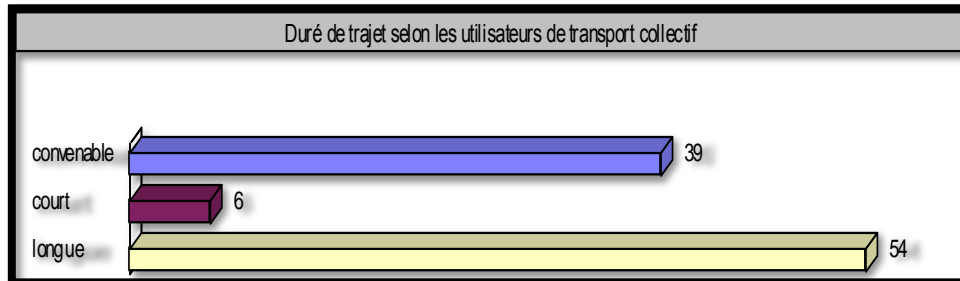 Duré de trajet selon les utilisateurs de transport collectif
convenable 39
court 6
longue 54